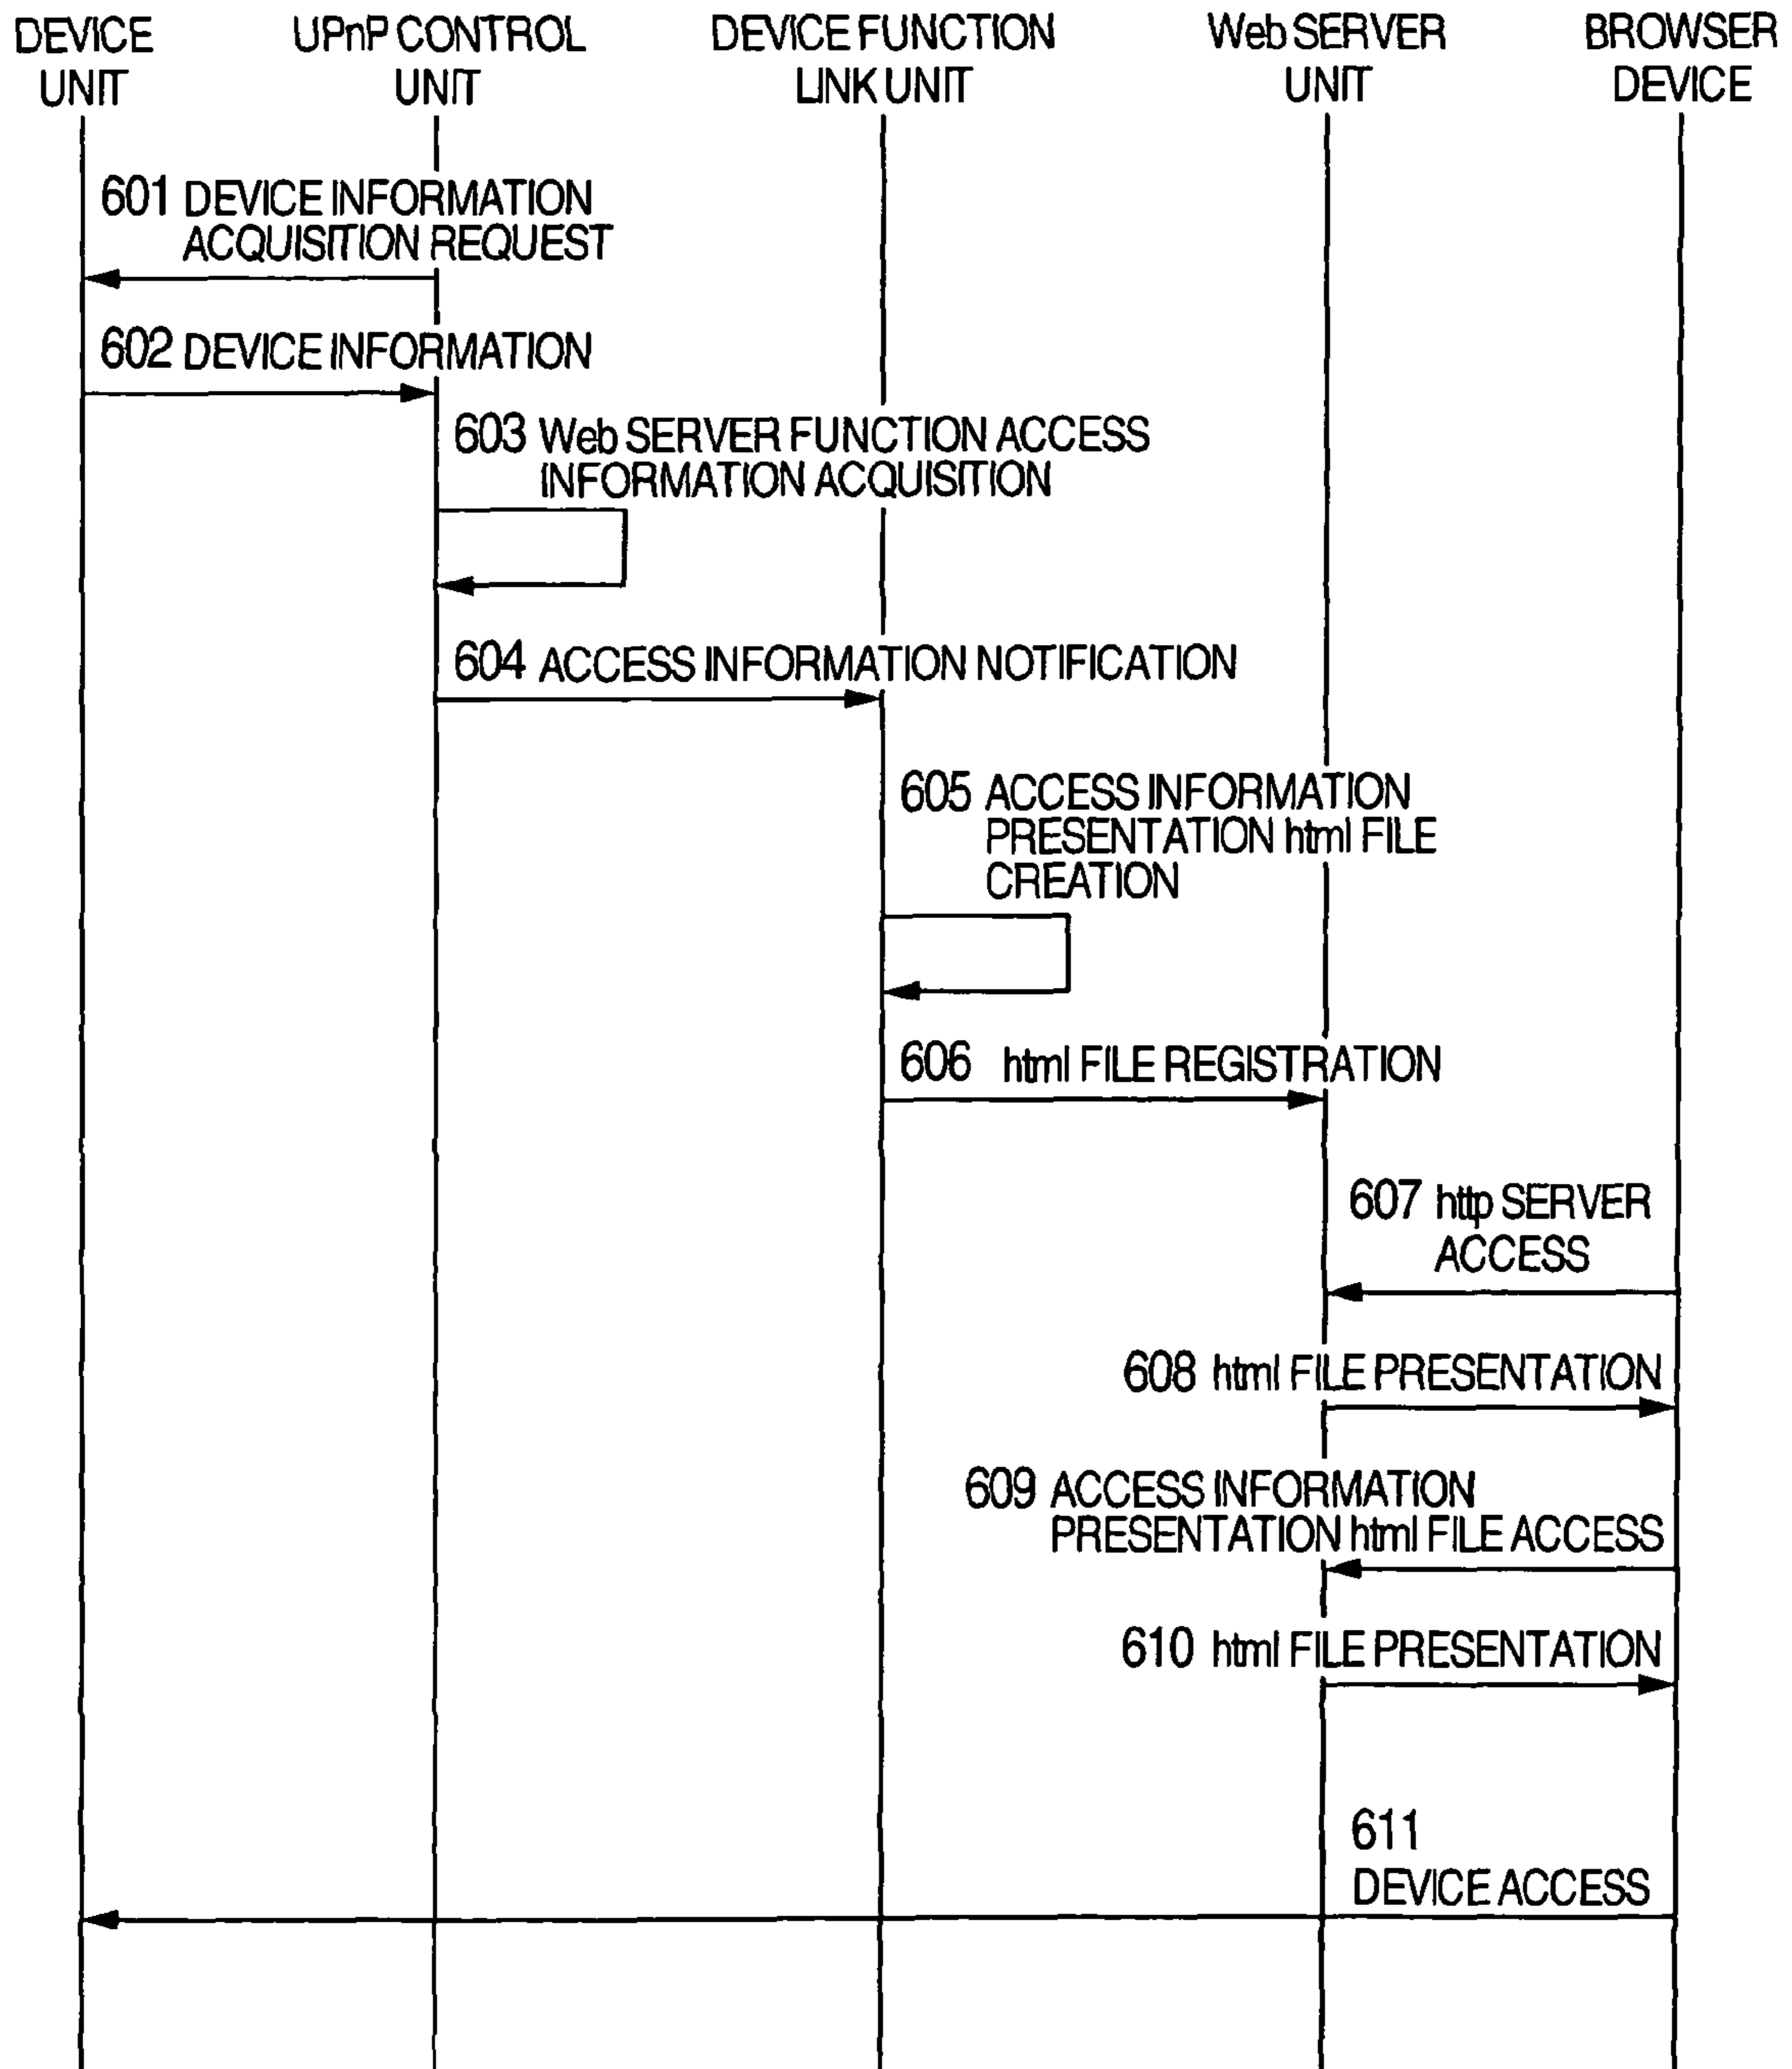 DEVICE
UNIT
UPnP CONTROL
UNIT
DEVICE FUNCTION
LINK UNIT
Web SERVER
UNIT
BROWSER
DEVICE
601 DEVICE INFORMATION
ACQUISITION REQUEST
602 DEVICE INFORMATION
603 Web SERVER FUNCTION ACCESS
INFORMATION ACQUISITION
604 ACCESS INFORMATION NOTIFICATION
605 ACCESS INFORMATION
PRESENTATION html FILE
CREATION
606 html FILE REGISTRATION
607 http SERVER
ACCESS
608 html FILE PRESENTATION
609 ACCESS INFORMATION
PRESENTATION html FILE ACCESS
610 html FILE PRESENTATION
611
DEVICE ACCESS